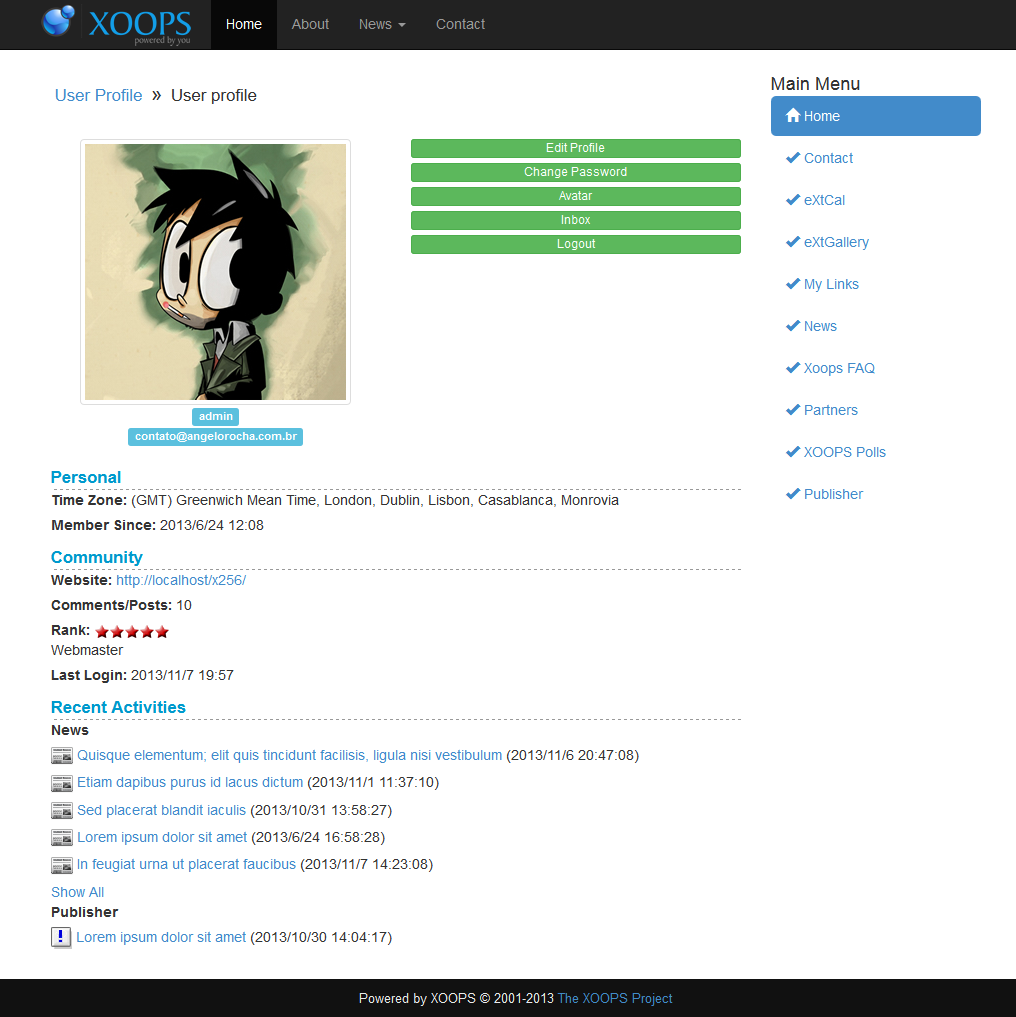 XOOPS
powered by you
Home
About
News
Contact
User Profile » User profile
Edit Profile
Change Password
Avatar
Inbox
Logout
admin
contato@angelorocha.com.br
Personal
Time Zone: (GMT) Greenwich Mean Time, London, Dublin, Lisbon, Casablanca, Monrovia
Member Since: 2013/6/24 12:08
Community
Website: http://localhost/x256/
Comments/Posts: 10
Rank:
Webmaster
Last Login: 2013/11/7 19:57
Recent Activities
News
Quisque elementum; elit quis tincidunt facilisis, ligula nisi vestibulum (2013/11/6 20:47:08)
Etiam dapibus purus id lacus dictum (2013/11/1 11:37:10)
Sed placerat blandit iaculis (2013/10/31 13:58:27)
Lorem ipsum dolor sit amet (2013/6/24 16:58:28)
In feugiat urna ut placerat faucibus (2013/11/7 14:23:08)
Show All
Publisher
Lorem ipsum dolor sit amet (2013/10/30 14:04:17)
Main Menu
Home
Contact
eXtCal
eXtGallery
My Links
News
Xoops FAQ
Partners
XOOPS Polls
Publisher
Powered by XOOPS © 2001-2013 The XOOPS Project